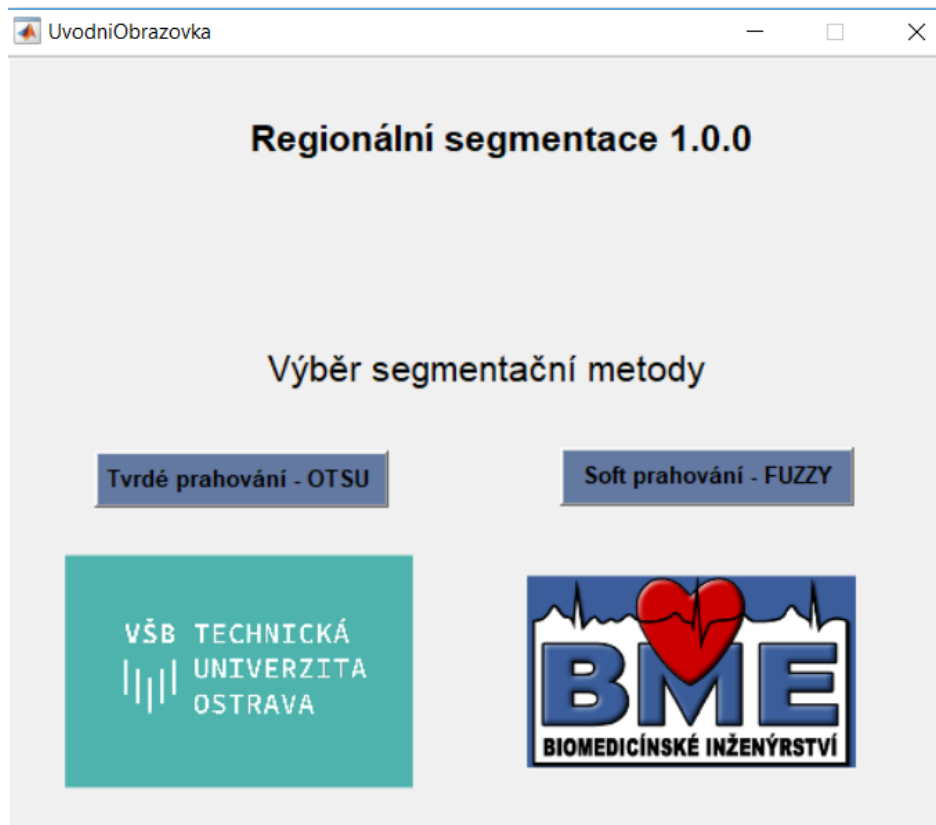 UvodniObrazovka
Regionální segmentace 1.0.0
Výběr segmentační metody
Tvrdé prahování - OTSU
Soft prahování - FUZZY
VŠB TECHNICKÁ
UNIVERZITA
OSTRAVA
BME
BIOMEDICÍNSKÉ INŽENÝRSTVÍ